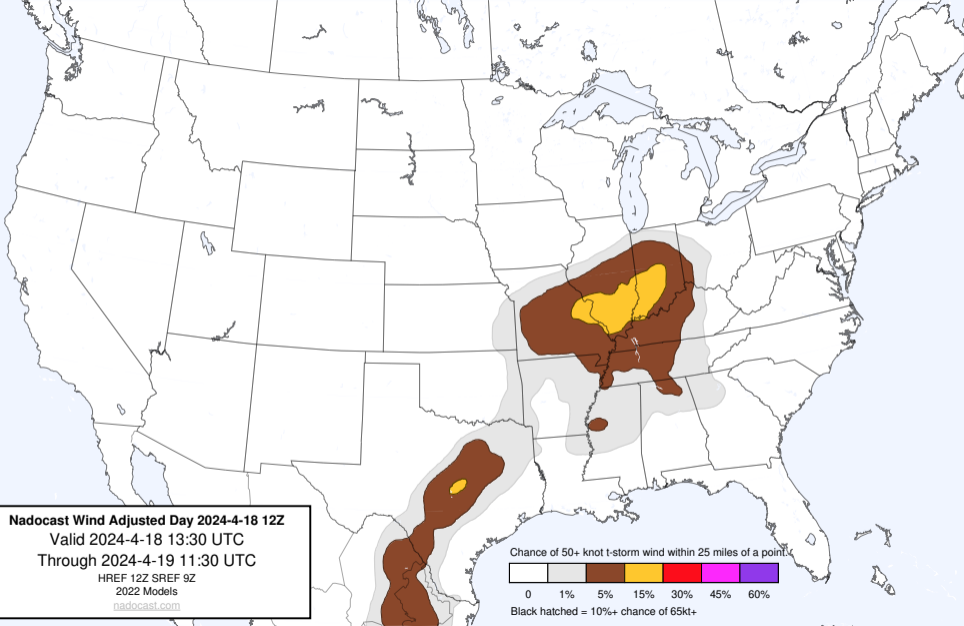 Nadocast Wind Adjusted Day 2024-4-18 12Z
Valid 2024-4-18 13:30 UTC
Through 2024-4-19 11:30 UTC
HREF 12Z SREF 9Z
2022 Models
nadocast.com
Chance of 50+ knot t-storm wind within 25 miles of a point.
0 1% 5% 15% 30% 45% 60%
Black hatched = 10%+ chance of 65kt+